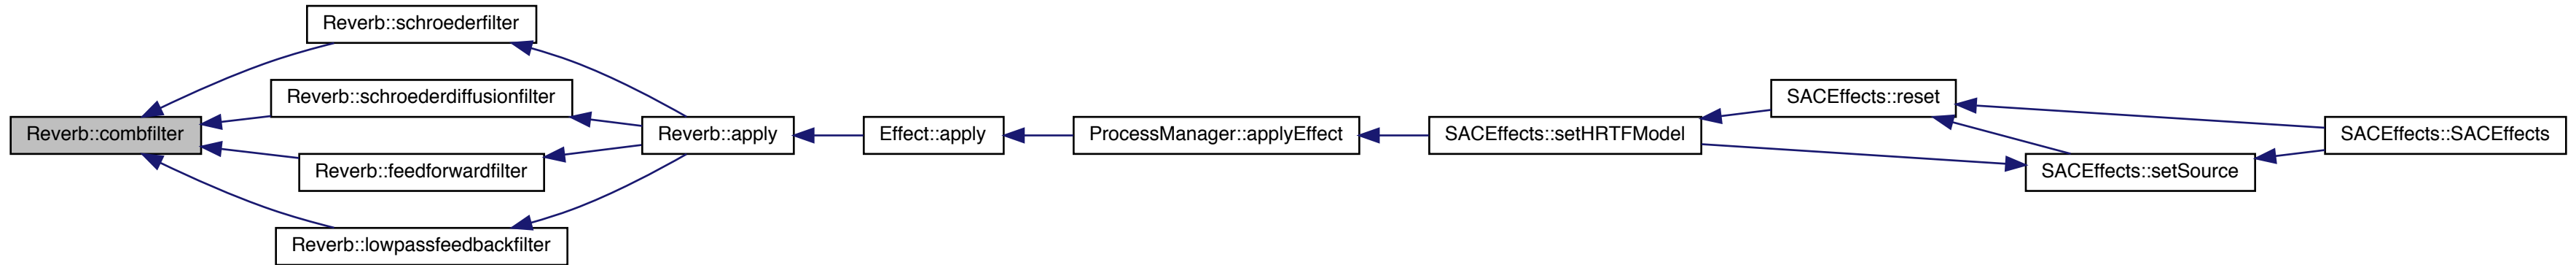 Reverb::combfilter
Reverb::schroederfilter
Reverb::schroederdiffusionfilter
Reverb::feedforwardfilter
Reverb::lowpassfeedbackfilter
Reverb::apply
Effect::apply
ProcessManager::applyEffect
SACEffects::setHRTFModel
SACEffects::reset
SACEffects::setSource
SACEffects::SACEffects